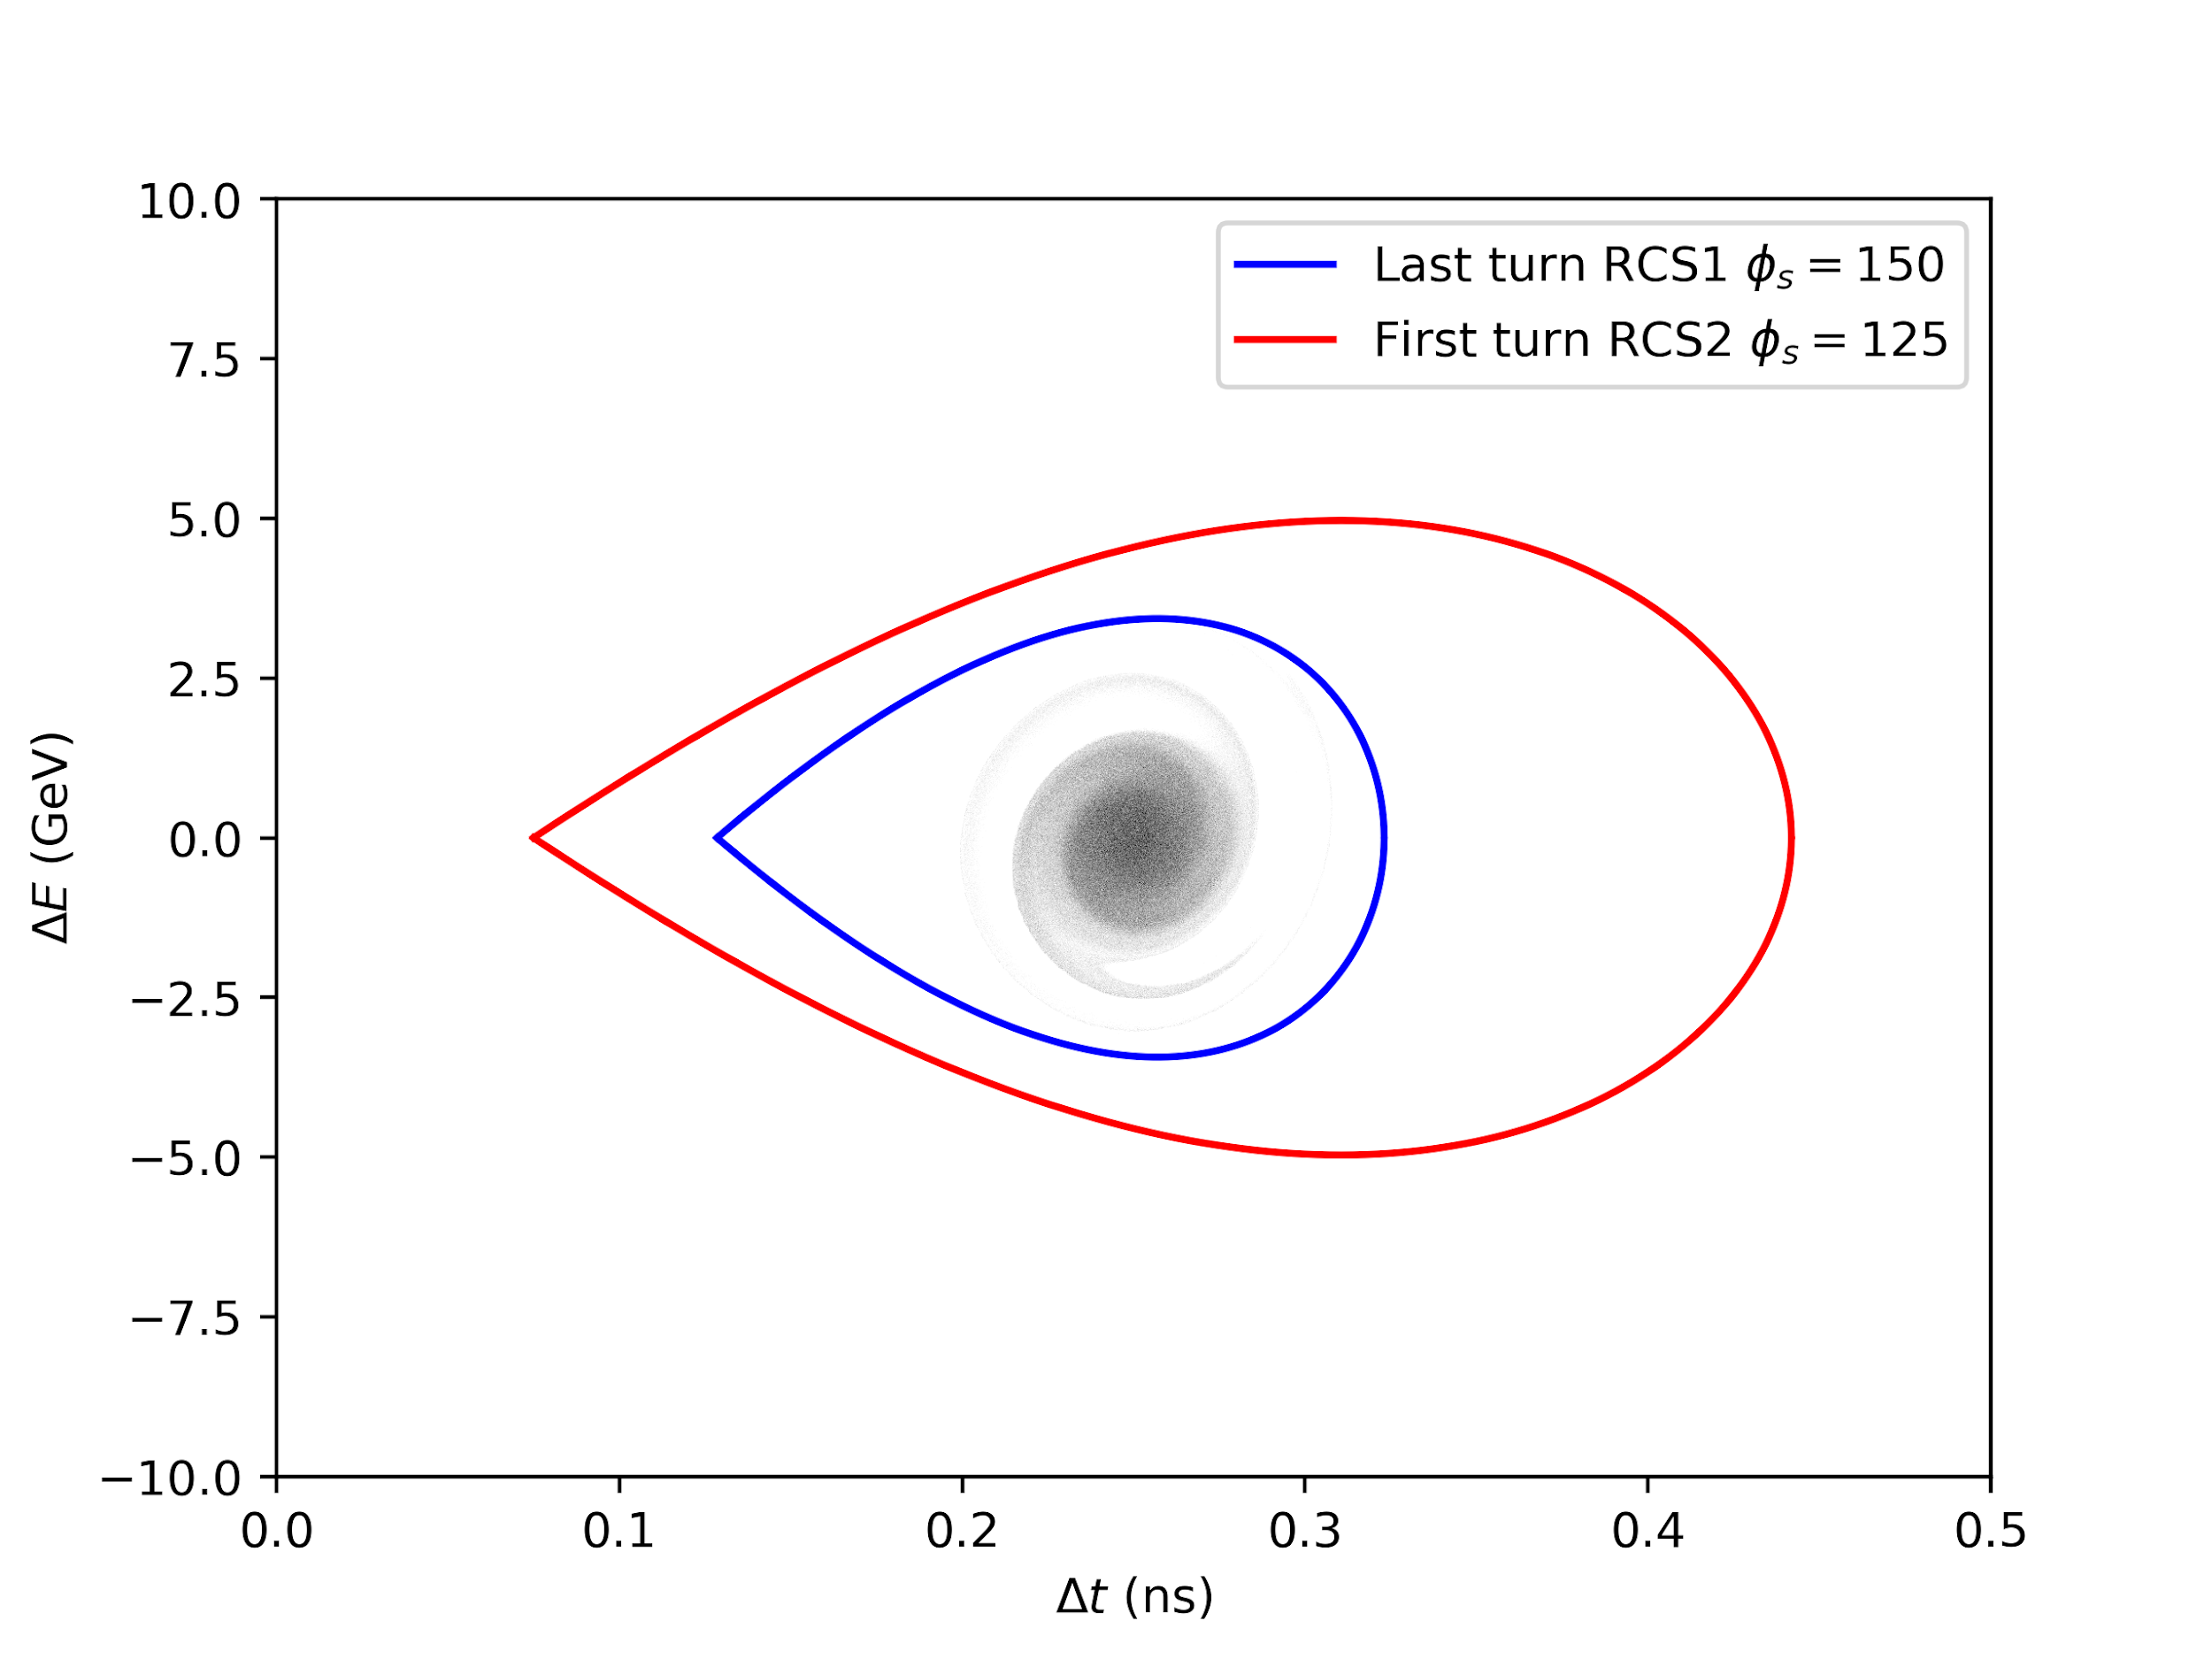 10.0
7.5
5.0
2.5
0.0
−2.5
−5.0
−7.5
−10.0
ΔE (GeV)
Last turn RCS1 ϕₛ = 150
First turn RCS2 ϕₛ = 125
0.0 0.1 0.2 0.3 0.4 0.5
Δt (ns)